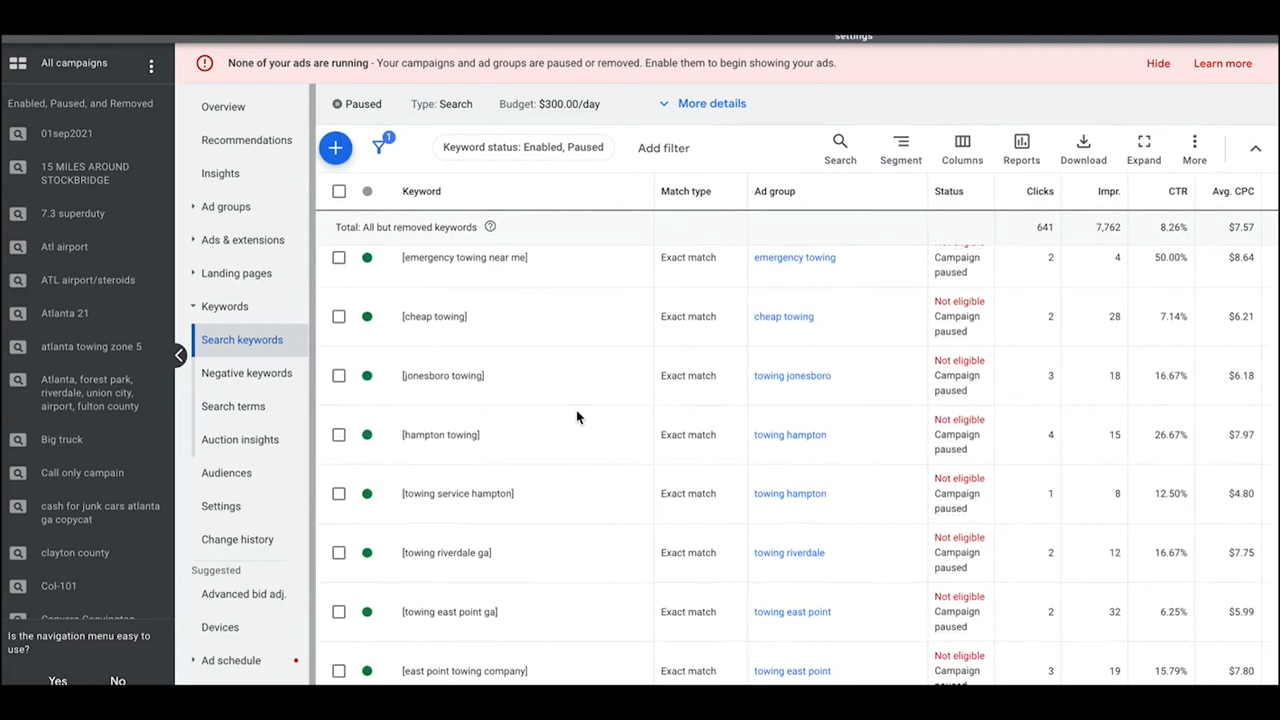 settings
All campaigns
None of your ads are running - Your campaigns and ad groups are paused or removed. Enable them to begin showing your ads.
Hide
Learn more
Enabled, Paused, and Removed
01sep2021
15 MILES AROUND
STOCKBRIDGE
7.3 superduty
Atl airport
ATL airport/steroids
Atlanta 21
atlanta towing zone 5
Atlanta, forest park,
riverdale, union city,
airport, fulton county
Big truck
Call only campain
cash for junk cars atlanta
ga copycat
clayton county
Col-101
Is the navigation menu easy to
use?
Yes
No
Overview
Recommendations
Insights
Ad groups
Ads & extensions
Landing pages
Keywords
Search keywords
Negative keywords
Search terms
Auction insights
Audiences
Settings
Change history
Suggested
Advanced bid adj.
Devices
Ad schedule
Paused
Type: Search
Budget: $300.00/day
More details
1
Keyword status: Enabled, Paused
Add filter
Search
Segment
Columns
Reports
Download
Expand
More
Keyword
Match type
Ad group
Status
Clicks
Impr.
CTR
Avg. CPC
Total: All but removed keywords
641
7,762
8.26%
$7.57
[emergency towing near me]
Exact match
emergency towing
Not eligible
Campaign
paused
2
4
50.00%
$8.64
[cheap towing]
Exact match
cheap towing
Not eligible
Campaign
paused
2
28
7.14%
$6.21
[jonesboro towing]
Exact match
towing jonesboro
Not eligible
Campaign
paused
3
18
16.67%
$6.18
[hampton towing]
Exact match
towing hampton
Not eligible
Campaign
paused
4
15
26.67%
$7.97
[towing service hampton]
Exact match
towing hampton
Not eligible
Campaign
paused
1
8
12.50%
$4.80
[towing riverdale ga]
Exact match
towing riverdale
Not eligible
Campaign
paused
2
12
16.67%
$7.75
[towing east point ga]
Exact match
towing east point
Not eligible
Campaign
paused
2
32
6.25%
$5.99
[east point towing company]
Exact match
towing east point
Not eligible
Campaign
3
19
15.79%
$7.80